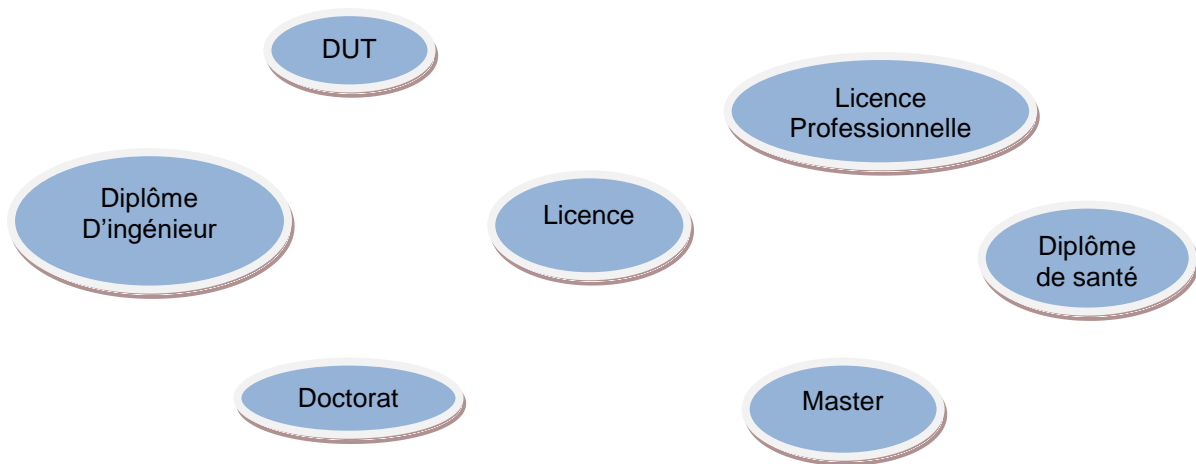 DUT
Licence
Professionnelle
Diplôme
D'ingénieur
Licence
Diplôme
de santé
Doctorat
Master